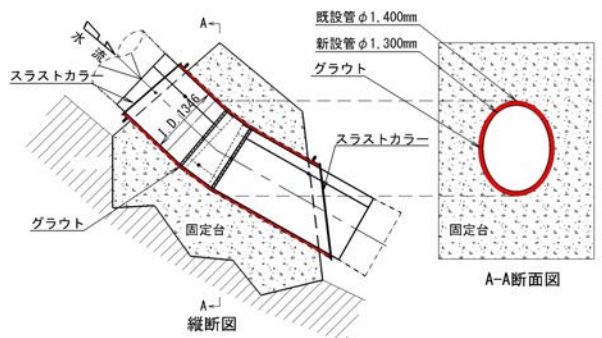 A
水流
スラストカラー
I.D 1346
スラストカラー
グラウト
固定台
A
縦断図
既設管φ1,400mm
新設管φ1,300mm
グラウト
固定台
A-A断面図